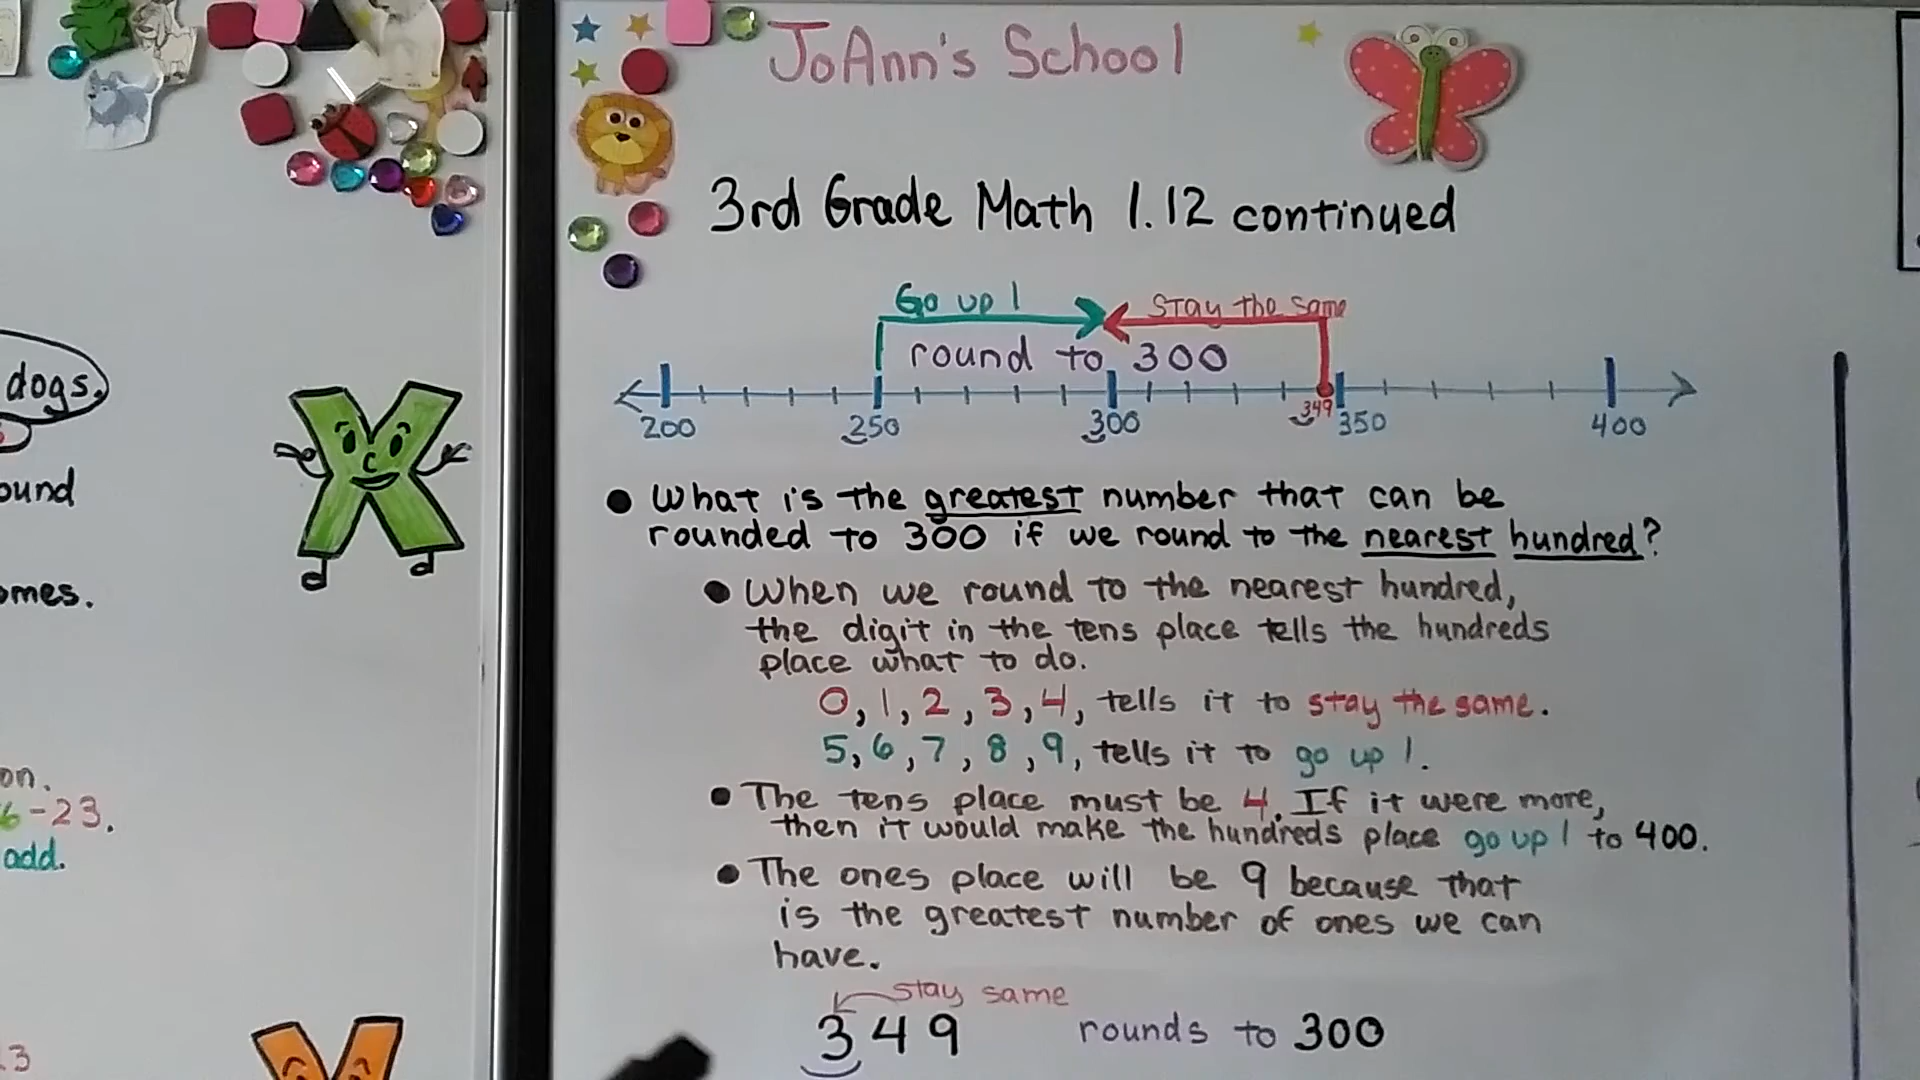 JoAnn's School
3rd Grade Math 1.12 continued
Go up 1
Stay the same
round to 300
200 250 300 349 350 400
dogs.
ound
omes.
on.
6-23.
add.
3
• What is the greatest number that can be
rounded to 300 if we round to the nearest hundred?
• When we round to the nearest hundred,
the digit in the tens place tells the hundreds
place what to do.
0, 1, 2, 3, 4, tells it to stay the same.
5, 6, 7, 8, 9, tells it to go up 1.
• The tens place must be 4. If it were more,
then it would make the hundreds place go up 1 to 400.
• The ones place will be 9 because that
is the greatest number of ones we can
have.
stay same
349 rounds to 300